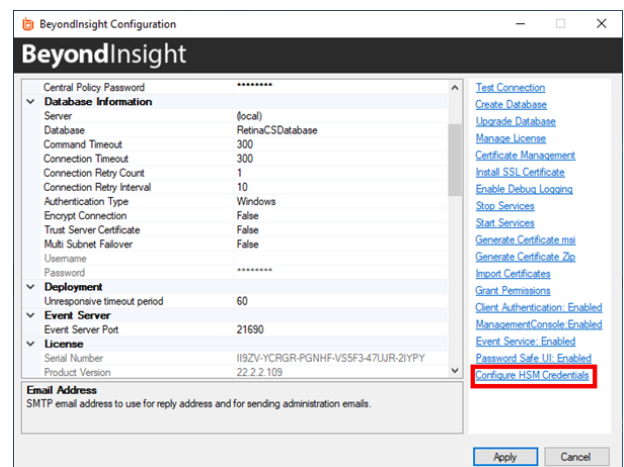 BeyondInsight Configuration
BeyondInsight
Central Policy Password ********
Database Information
Server (local)
Database RetinaCSDatabase
Command Timeout 300
Connection Timeout 300
Connection Retry Count 1
Connection Retry Interval 10
Authentication Type Windows
Encrypt Connection False
Trust Server Certificate False
Multi Subnet Failover False
Username
Password ********
Deployment
Unresponsive timeout period 60
Event Server
Event Server Port 21690
License
Serial Number II9ZV-YCRGR-PGNHF-VS5F3-47UJR-2IYPY
Product Version 22.2.2.109
Email Address
SMTP email address to use for reply address and for sending administration emails.
Test Connection
Create Database
Upgrade Database
Manage License
Certificate Management
Install SSL Certificate
Enable Debug Logging
Stop Services
Start Services
Generate Certificate msi
Generate Certificate Zip
Import Certificates
Grant Permissions
Client Authentication: Enabled
ManagementConsole:Enabled
Event Service: Enabled
Password Safe UI: Enabled
Configure HSM Credentials
Apply Cancel